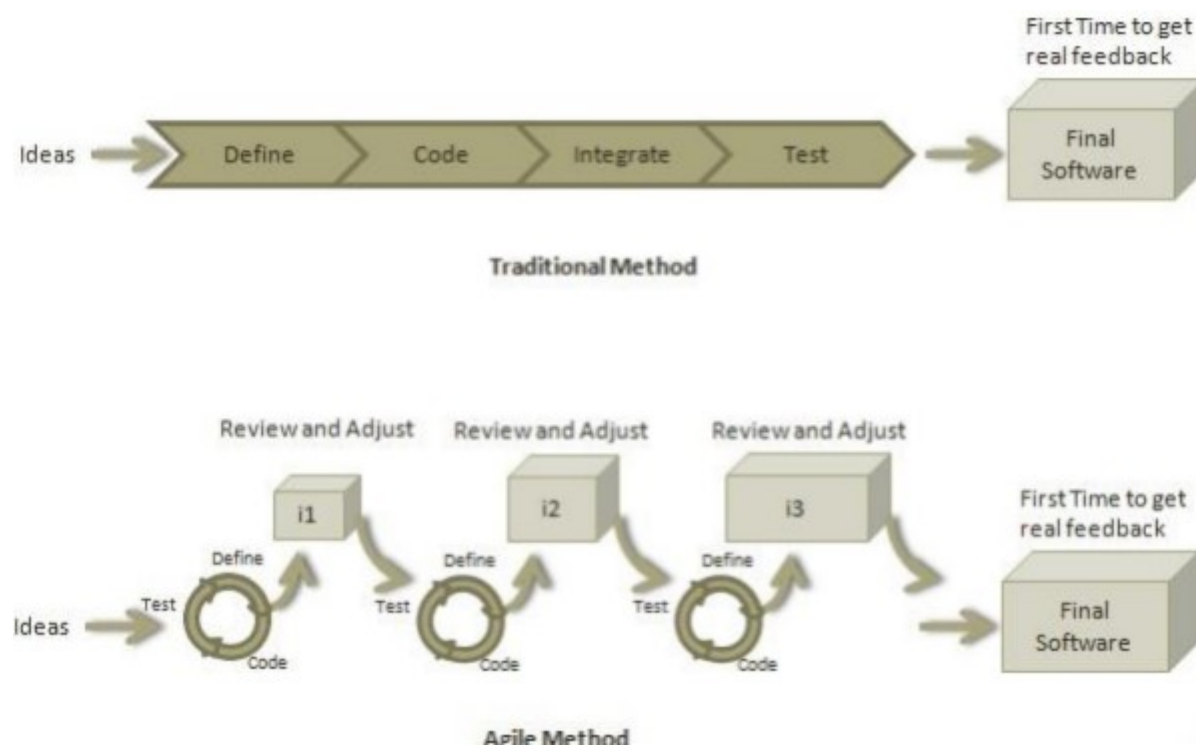 First Time to get
real feedback
Ideas
Define
Code
Integrate
Test
Final
Software
Traditional Method
Review and Adjust
Review and Adjust
Review and Adjust
i1
i2
i3
First Time to get
real feedback
Define
Define
Define
Test
Test
Test
Ideas
Code
Code
Code
Final
Software
Agile Method